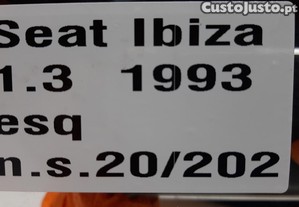 CustoJusto.pt
Seat Ibiza
1.3 1993
esq
n.s.20/202